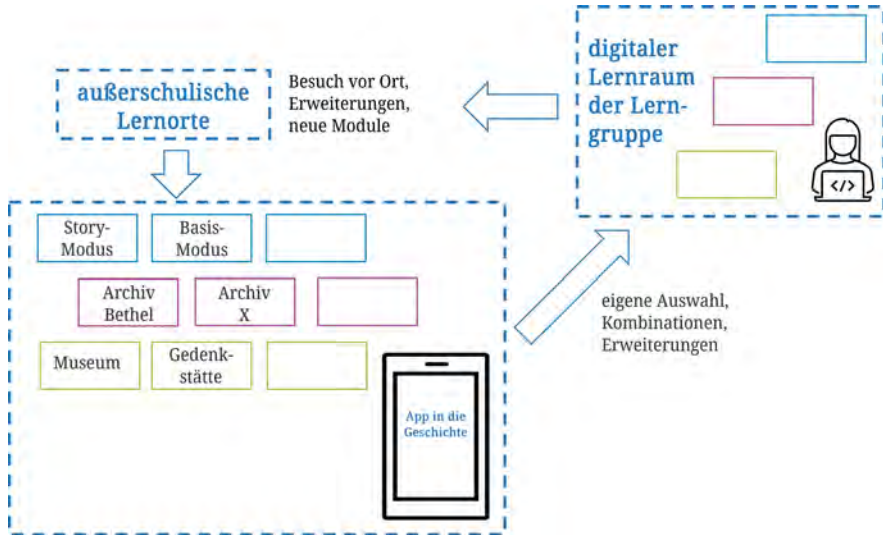 außerschulische
Lernorte
Besuch vor Ort,
Erweiterungen,
neue Module
digitaler
Lernraum
der Lern-
gruppe
</>
Story-
Modus
Basis-
Modus
Archiv
Bethel
Archiv
X
Museum
Gedenk-
stätte
App in die
Geschichte
eigene Auswahl,
Kombinationen,
Erweiterungen